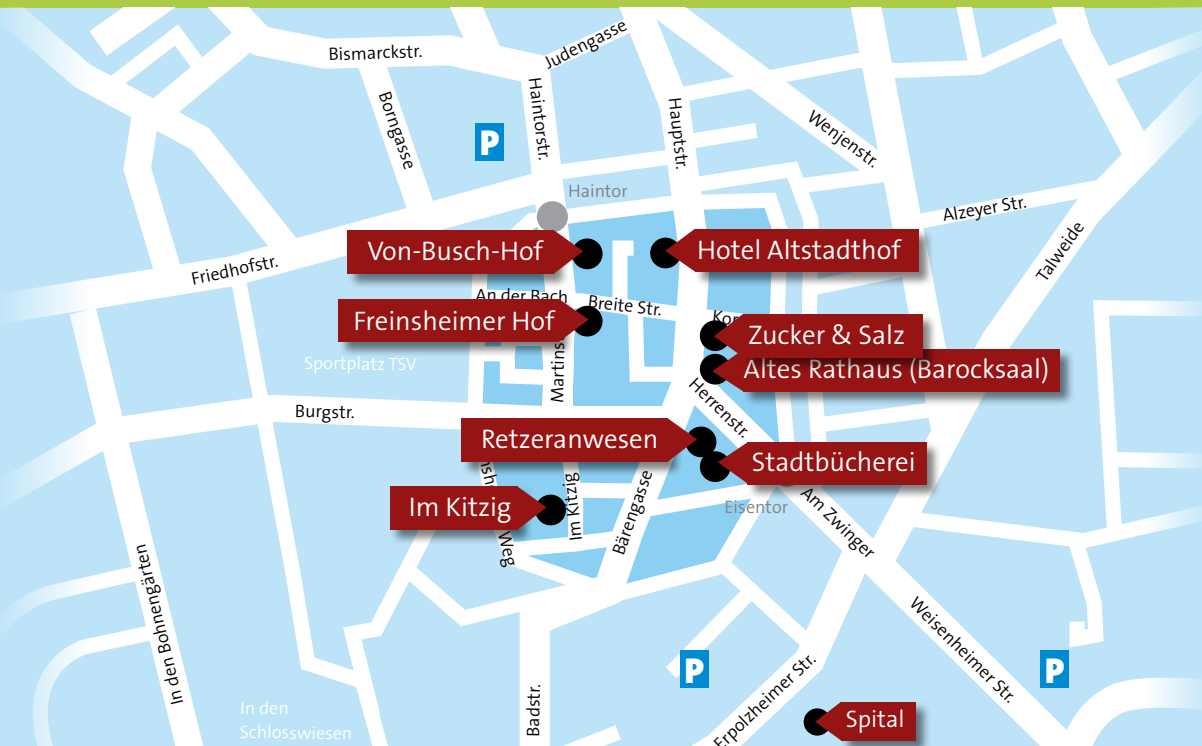 Bismarckstr.
Judengasse
Borngasse
Haintorstr.
Hauptstr.
Wenjenstr.
P
Haintor
Alzeyer Str.
Talweide
Friedhofstr.
Von-Busch-Hof
Hotel Altstadthof
An der Bach
Breite Str.
Freinsheimer Hof
Zucker & Salz
Altes Rathaus (Barocksaal)
Sportplatz TSV
Herrenstr.
Burgstr.
Retzeranwesen
Stadtbücherei
Im Kitzig
Im Kitzig
Weg
Bärengasse
Eisentor
Am Zwinger
In den Bohnengärten
Weisenheimer Str.
P
P
Erpolzheimer Str.
Badstr.
Spital
In den
Schlosswiesen